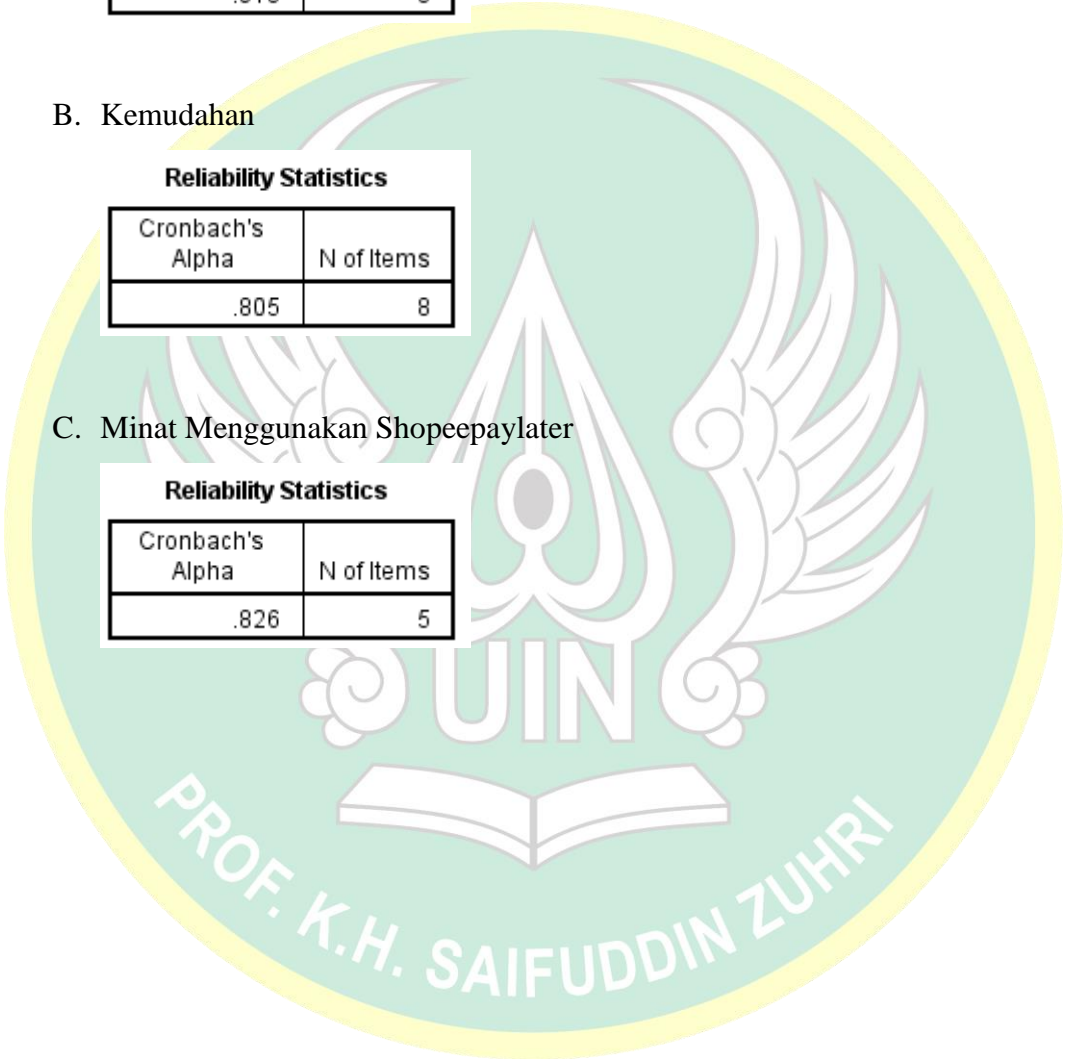 B. Kemudahan
Reliability Statistics
Cronbach's Alpha N of Items
.805 8
C. Minat Menggunakan Shopeepaylater
Reliability Statistics
Cronbach's Alpha N of Items
.826 5
UIN
PROF. K.H. SAIFUDDIN ZUHRI